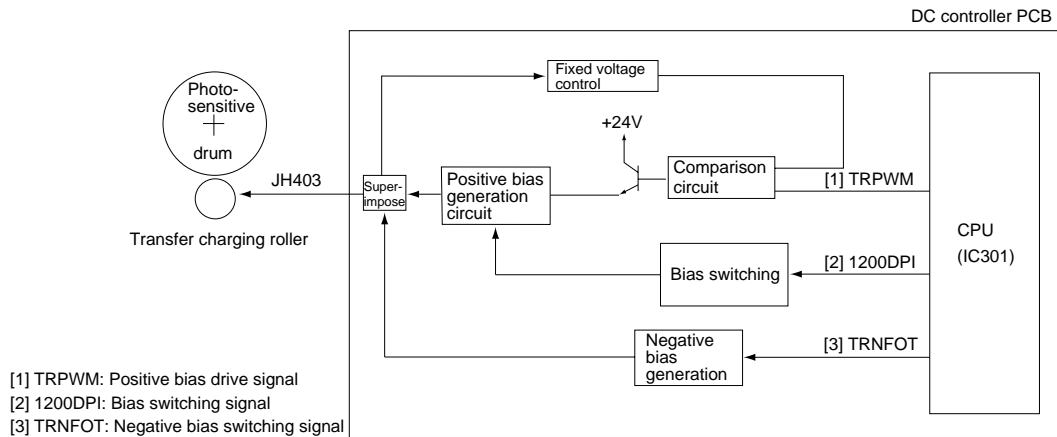 DC controller PCB
Photo-
sensitive
drum
Fixed voltage
control
+24V
JH403
Super-
impose
Positive bias
generation
circuit
Comparison
circuit
[1] TRPWM
CPU
(IC301)
Transfer charging roller
Bias switching
[2] 1200DPI
Negative
bias
generation
[3] TRNFOT
[1] TRPWM: Positive bias drive signal
[2] 1200DPI: Bias switching signal
[3] TRNFOT: Negative bias switching signal